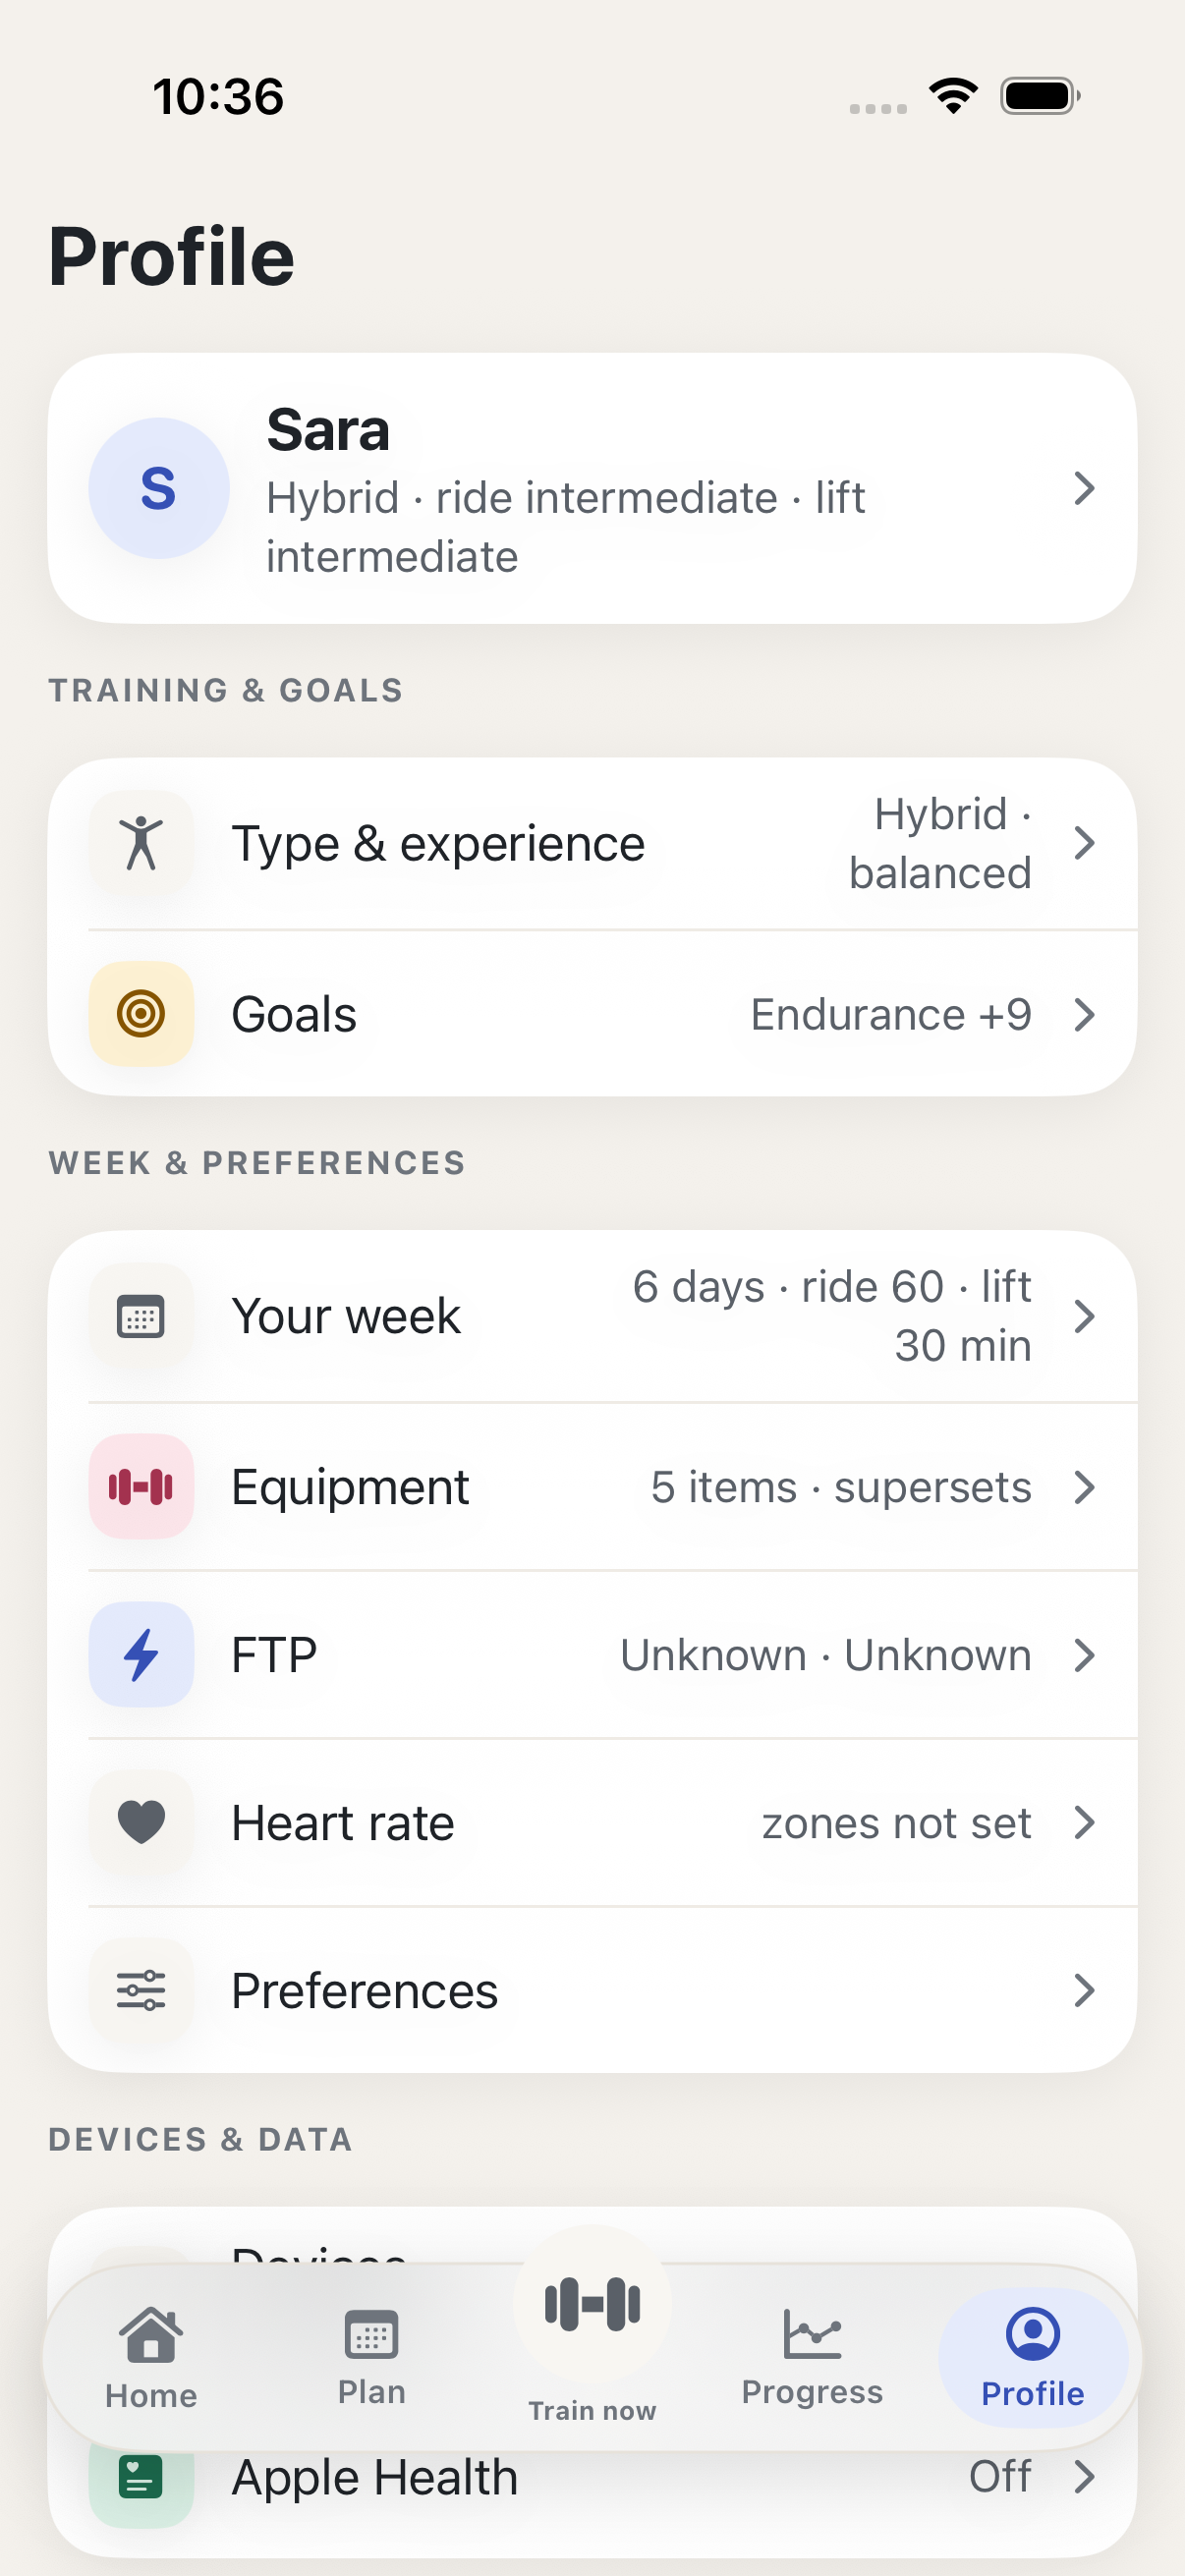 10:36
Profile
S
Sara
Hybrid · ride intermediate · lift
intermediate
TRAINING & GOALS
Type & experience
Hybrid ·
balanced
Goals
Endurance +9
WEEK & PREFERENCES
Your week
6 days · ride 60 · lift
30 min
Equipment
5 items · supersets
FTP
Unknown · Unknown
Heart rate
zones not set
Preferences
DEVICES & DATA
Devices
Home
Plan
Train now
Progress
Profile
Apple Health
Off